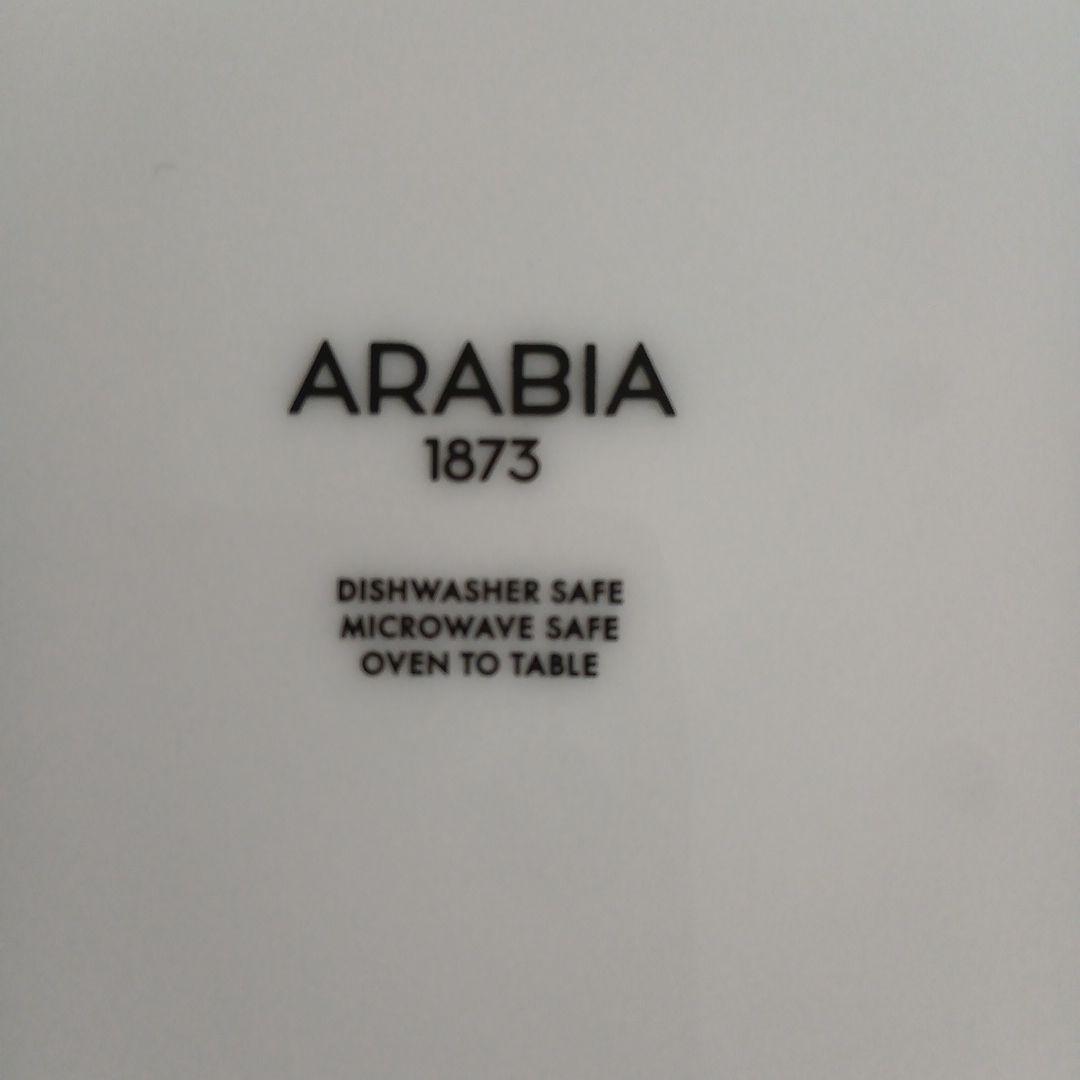 ARABIA
1873
DISHWASHER SAFE
MICROWAVE SAFE
OVEN TO TABLE